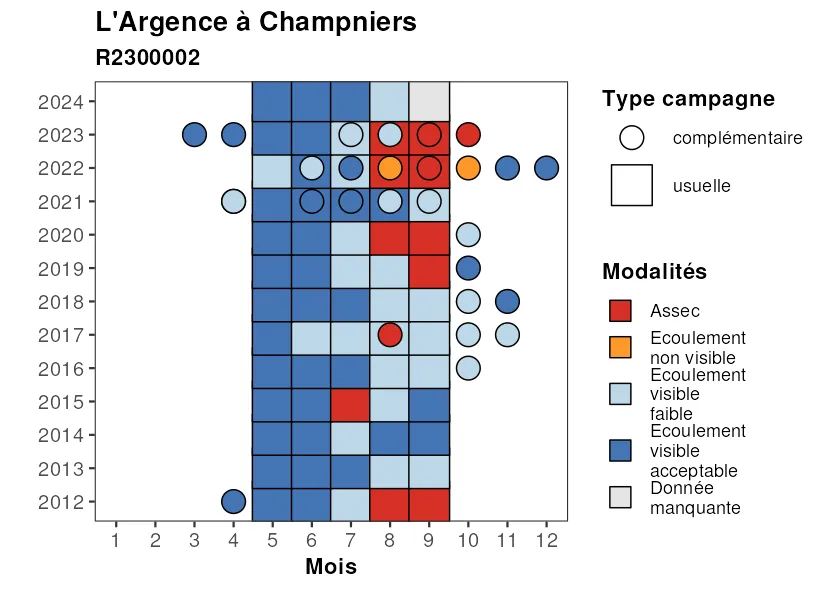 L'Argence à Champniers
R2300002
2024
2023
2022
2021
2020
2019
2018
2017
2016
2015
2014
2013
2012
1 2 3 4 5 6 7 8 9 10 11 12
Mois
Type campagne
complémentaire
usuelle
Modalités
Assec
Ecoulement
non visible
Ecoulement
visible
faible
Ecoulement
visible
acceptable
Donnée
manquante